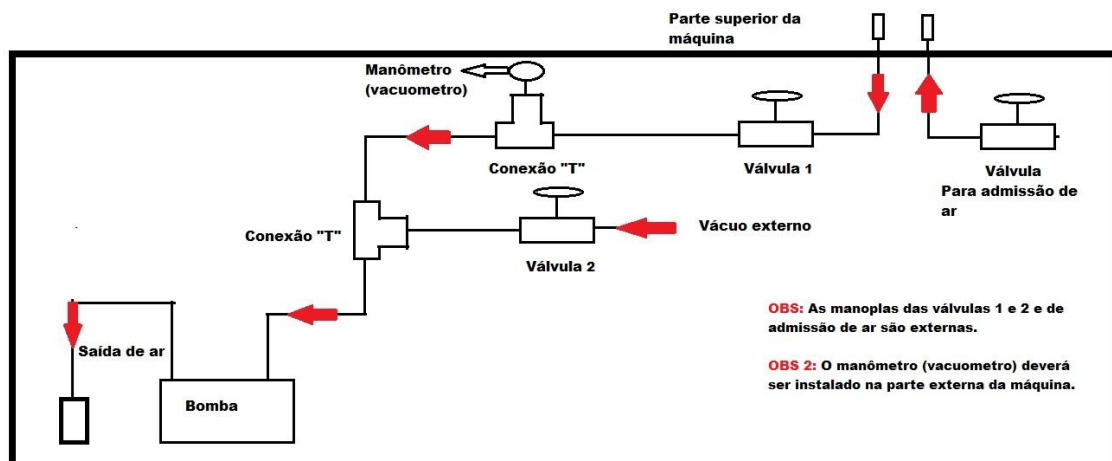 Parte superior da
máquina
Manômetro
(vacuometro)
Conexão "T"
Válvula 1
Válvula
Para admissão de
ar
Conexão "T"
Válvula 2
Vácuo externo
OBS: As manoplas das válvulas 1 e 2 e de
admissão de ar são externas.
OBS 2: O manômetro (vacuometro) deverá
ser instalado na parte externa da máquina.
Saída de ar
Bomba